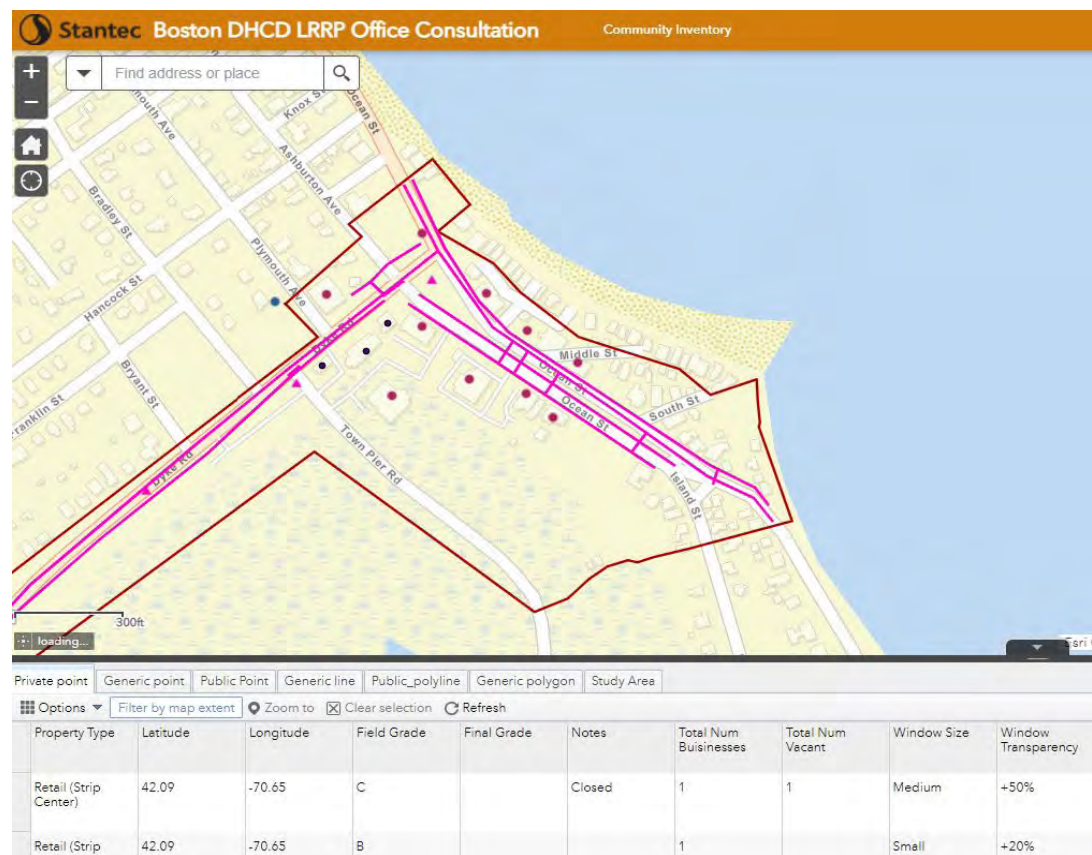 Stantec Boston DHCD LRRP Office Consultation Community Inventory
+
Find address or place
−
Knox St
Ocean St
mouth Ave
Ashburton Ave
Bradley St
Plymouth Ave
Hancock St
Dyke Rd
Middle St
Ocean St
Bryant St
Ocean St
South St
ranklin St
Town Pier Rd
Dyke Rd
Island St
300ft
loading...
Esri
Private point Generic point Public Point Generic line Public_polyline Generic polygon Study Area
Options Filter by map extent Zoom to Clear selection Refresh
Property Type Latitude Longitude Field Grade Final Grade Notes Total Num Buisinesses Total Num Vacant Window Size Window Transparency
Retail (Strip Center) 42.09 -70.65 C Closed 1 1 Medium +50%
Retail (Strip 42.09 -70.65 B 1 Small +20%